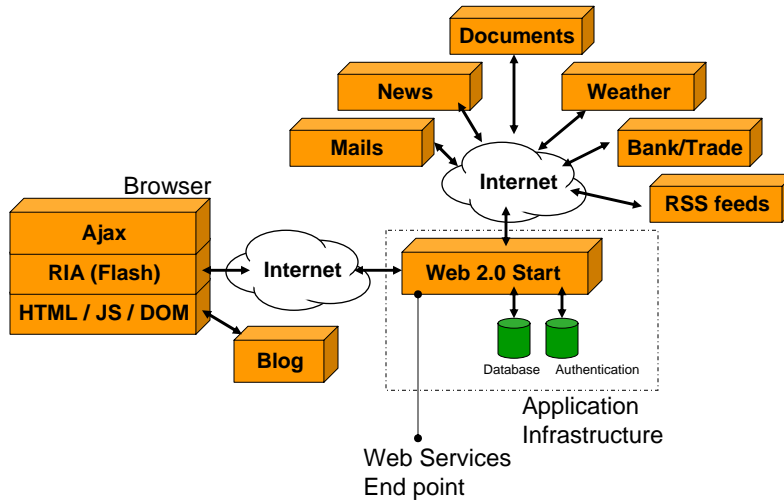 Documents
News
Weather
Mails
Bank/Trade
Internet
RSS feeds
Browser
Ajax
RIA (Flash)
HTML / JS / DOM
Internet
Web 2.0 Start
Blog
Database
Authentication
Application
Infrastructure
Web Services
End point